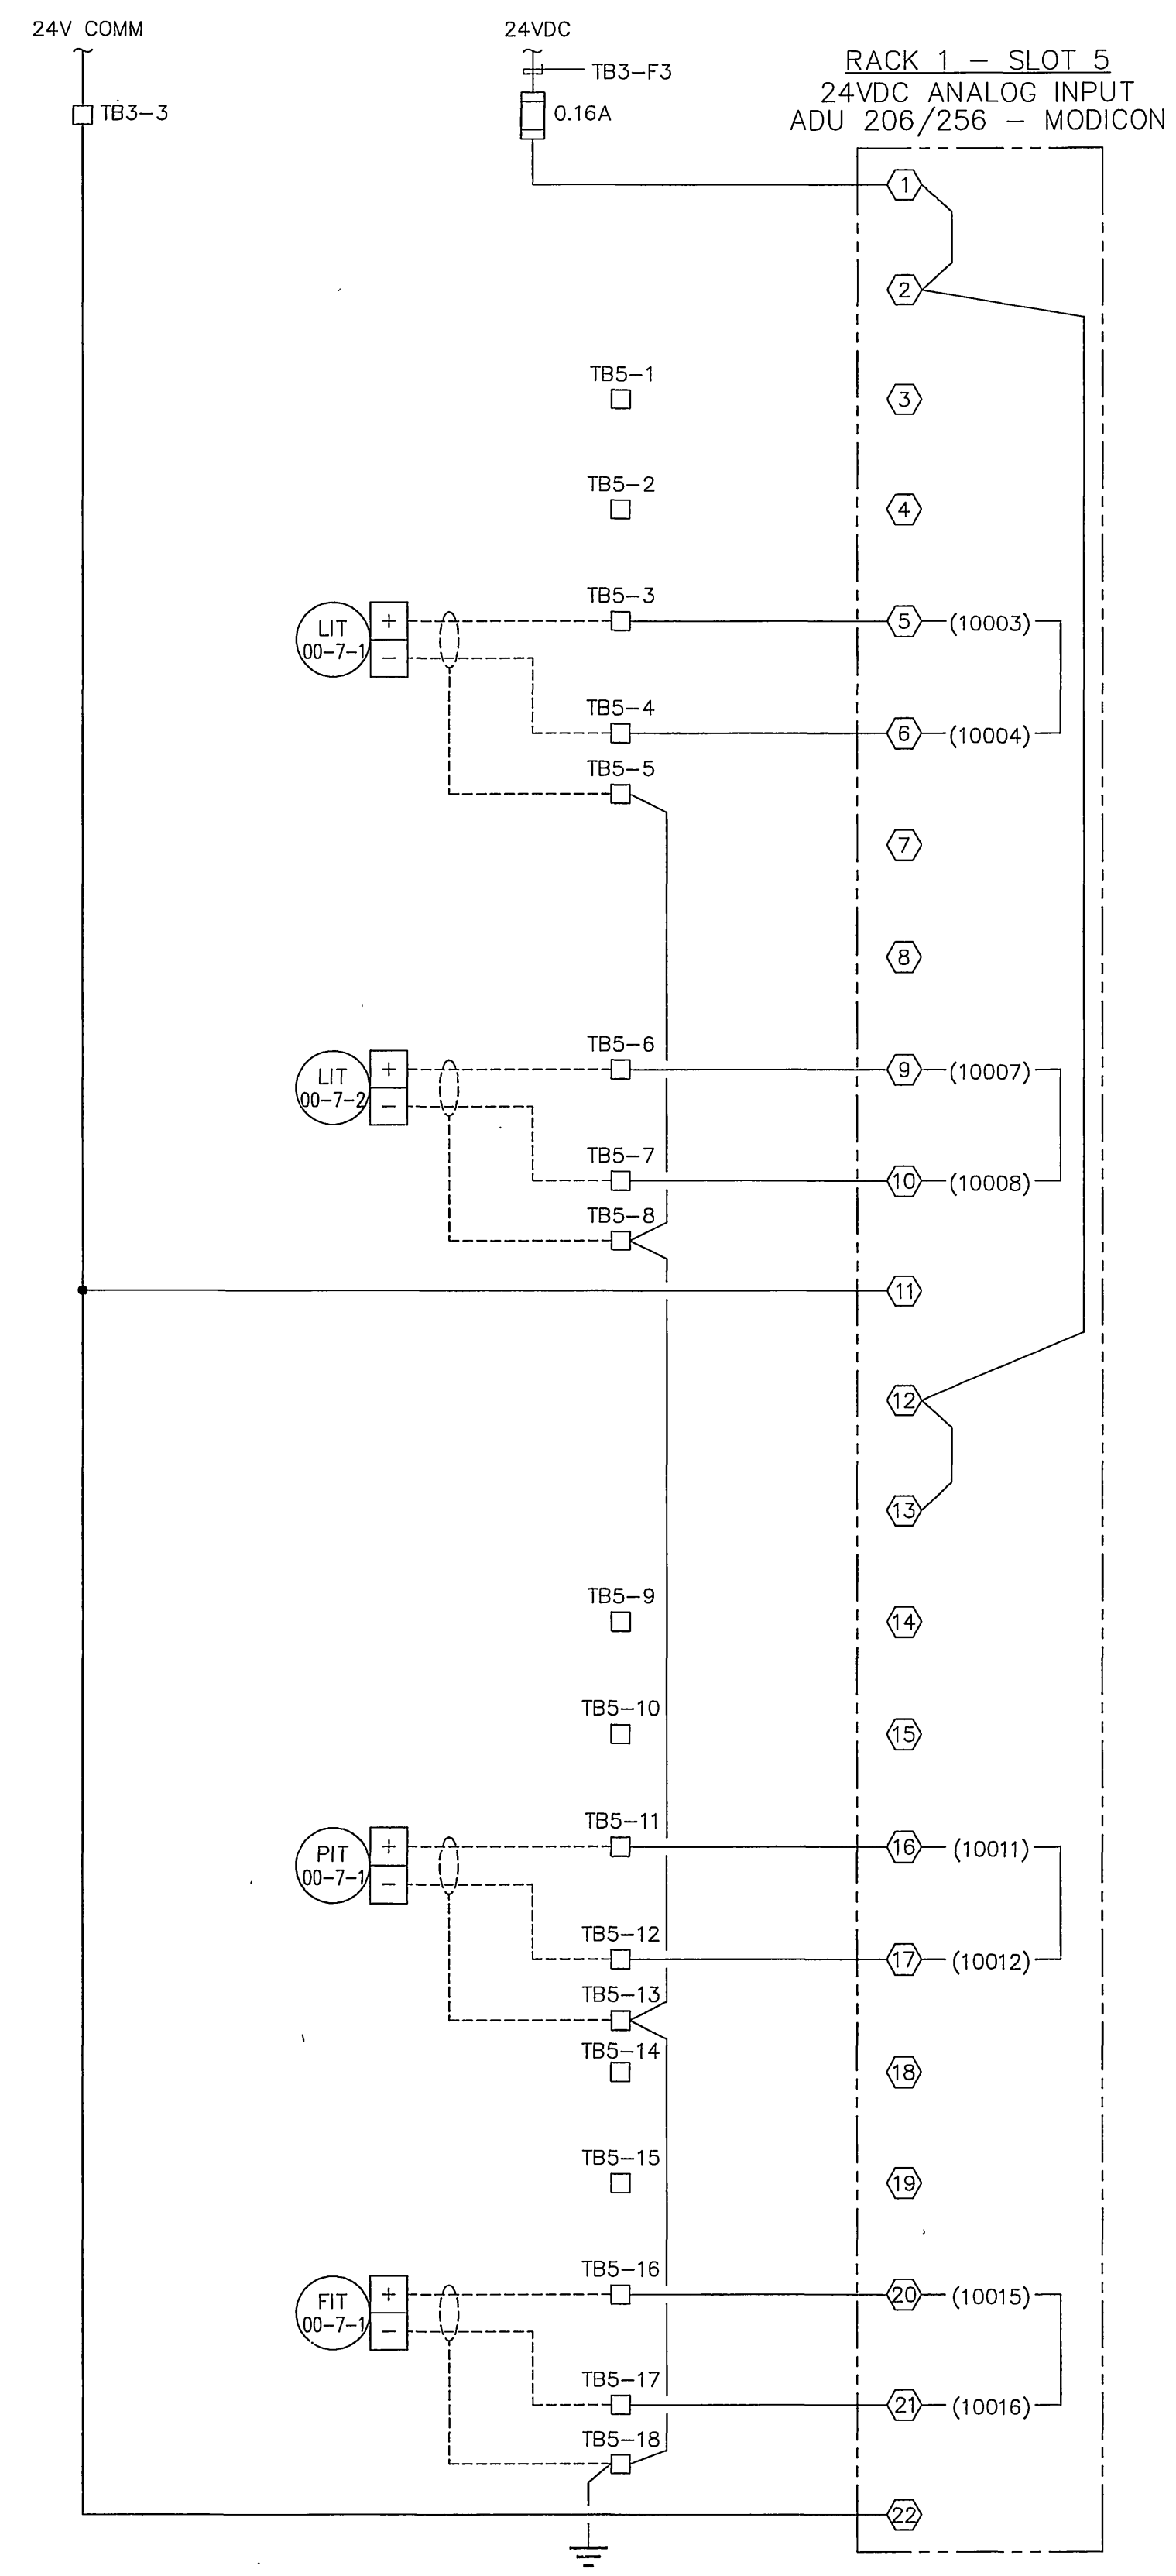 24V COMM
24VDC
TB3-F3
0.16A
TB3-3
RACK 1 - SLOT 5
24VDC ANALOG INPUT
ADU 206/256 - MODICON
1
2
TB5-1
3
TB5-2
4
TB5-3
LIT
00-7-1
+
-
5
(10003)
TB5-4
6
(10004)
TB5-5
7
8
TB5-6
LIT
00-7-2
+
-
9
(10007)
TB5-7
10
(10008)
TB5-8
11
12
13
TB5-9
14
TB5-10
15
TB5-11
PIT
00-7-1
+
-
16
(10011)
TB5-12
17
(10012)
TB5-13
TB5-14
18
TB5-15
19
TB5-16
FIT
00-7-1
+
-
20
(10015)
TB5-17
21
(10016)
TB5-18
22